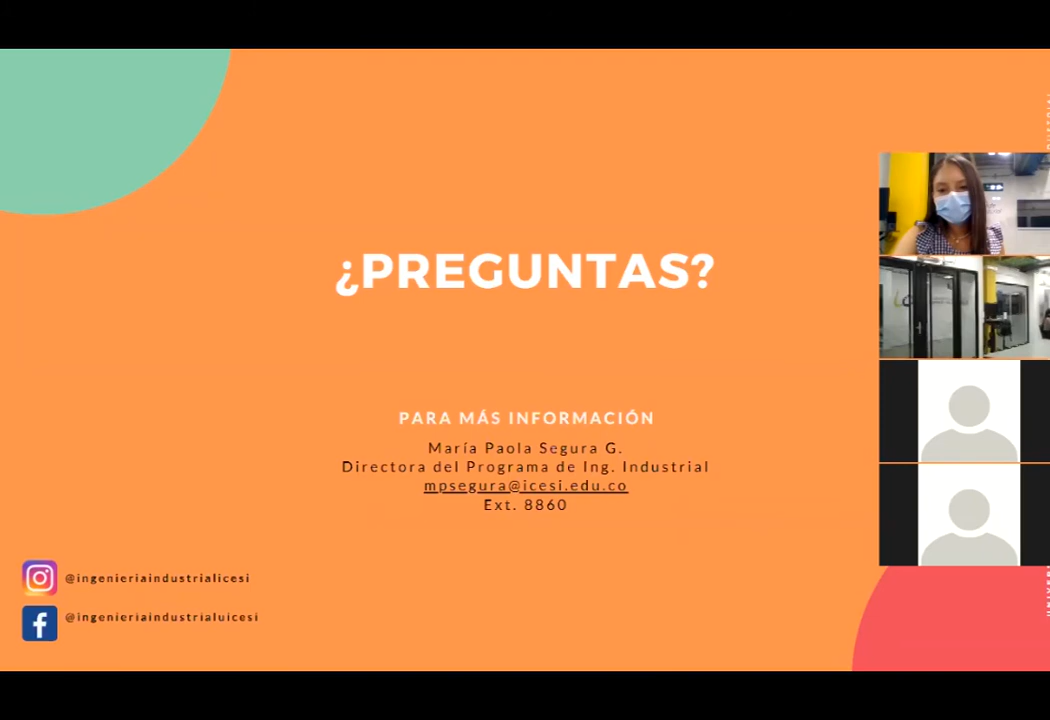 ¿PREGUNTAS?
PARA MÁS INFORMACIÓN
María Paola Segura G.
Directora del Programa de Ing. Industrial
mpsegura@icesi.edu.co
Ext. 8860
@ingenieriaindustrialicesi
@ingenieriaindustrialuicesi